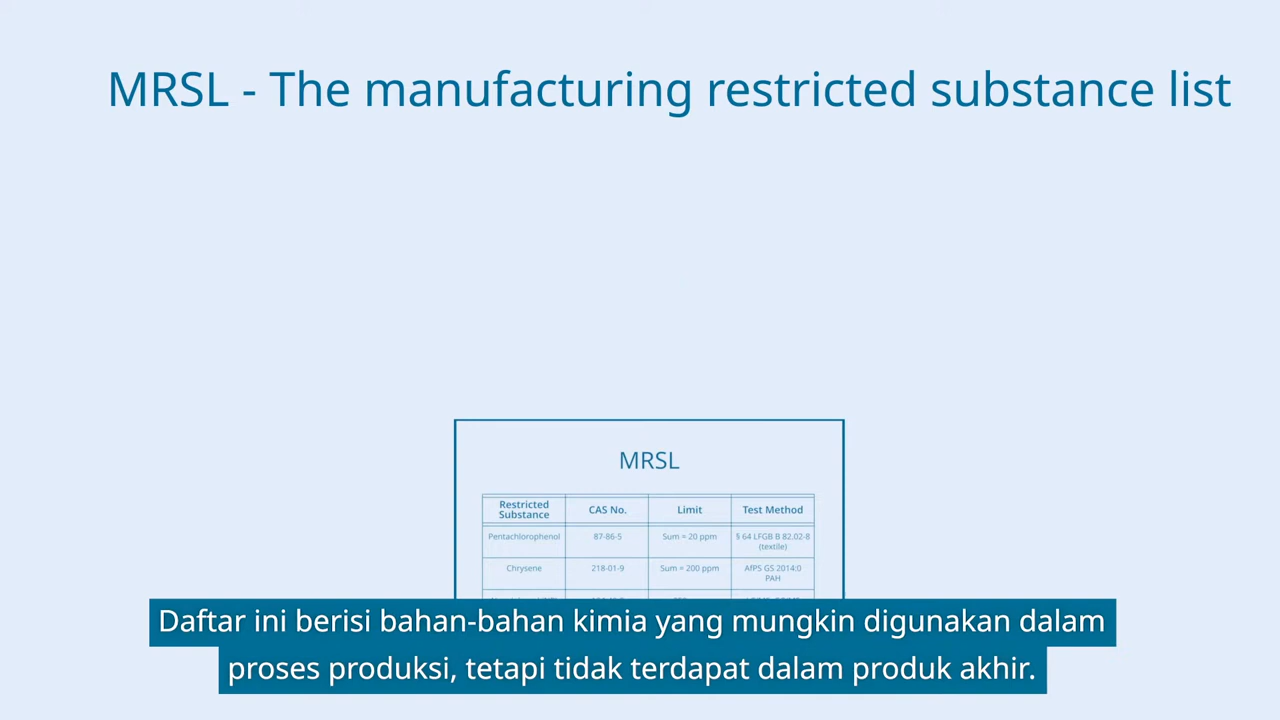 MRSL - The manufacturing restricted substance list
MRSL
Restricted Substance CAS No. Limit Test Method
Pentachlorophenol 87-86-5 Sum = 20 ppm § 64 LFGB B 82.02-8 (textile)
Chrysene 218-01-9 Sum = 200 ppm AfPS GS 2014:0 PAH
Daftar ini berisi bahan-bahan kimia yang mungkin digunakan dalam
proses produksi, tetapi tidak terdapat dalam produk akhir.